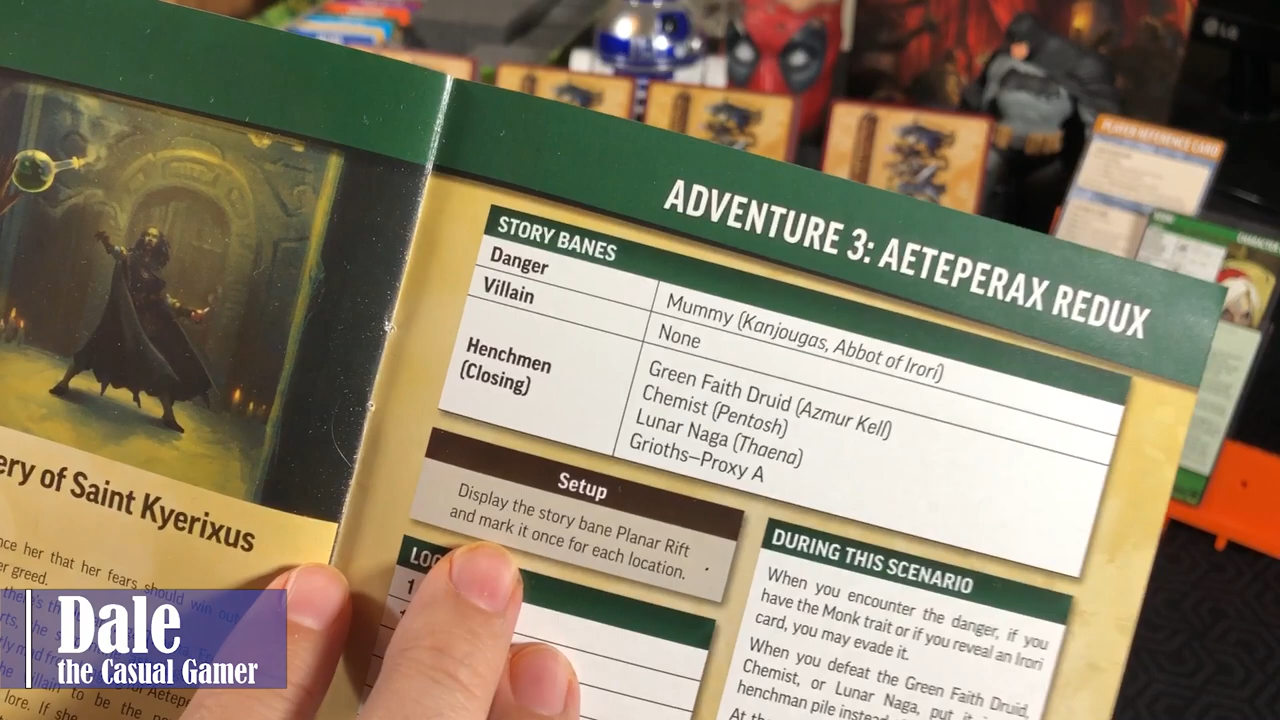 LG
PLAYER REFERENCE CARD
CHARACTER
ery of Saint Kyerixus
nce her that her fears should win out
er greed.
Dale
the Casual Gamer
ADVENTURE 3: AETEPERAX REDUX
STORY BANES
Danger
Mummy (Kanjougas, Abbot of Irori)
Villain
None
Henchmen
(Closing)
Green Faith Druid (Azmur Kell)
Chemist (Pentosh)
Lunar Naga (Thaena)
Grioths–Proxy A
Setup
Display the story bane Planar Rift
and mark it once for each location.
LOC
1
DURING THIS SCENARIO
When you encounter the danger, if you
have the Monk trait or if you reveal an Irori
card, you may evade it.
When you defeat the Green Faith Druid,
Chemist, or Lunar Naga, put it
henchman pile instead